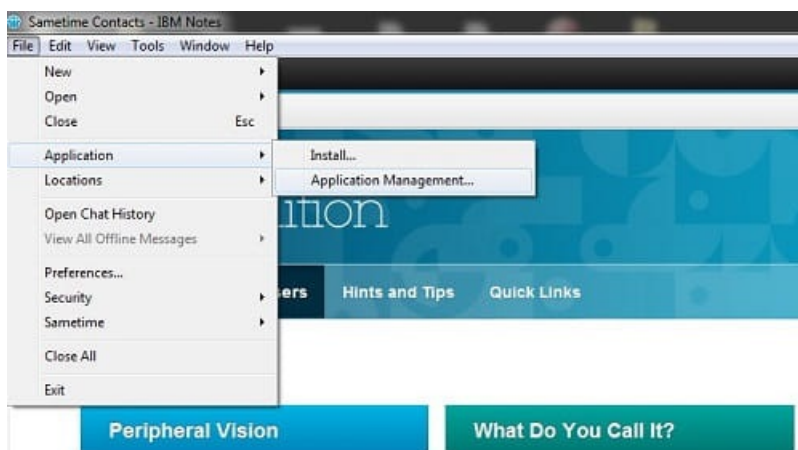 Sametime Contacts - IBM Notes
File Edit View Tools Window Help
New
Open
Close Esc
Application
Install...
Locations
Application Management...
Open Chat History
ition
View All Offline Messages
Preferences...
Security
ers Hints and Tips Quick Links
Sametime
Close All
Exit
Peripheral Vision What Do You Call It?